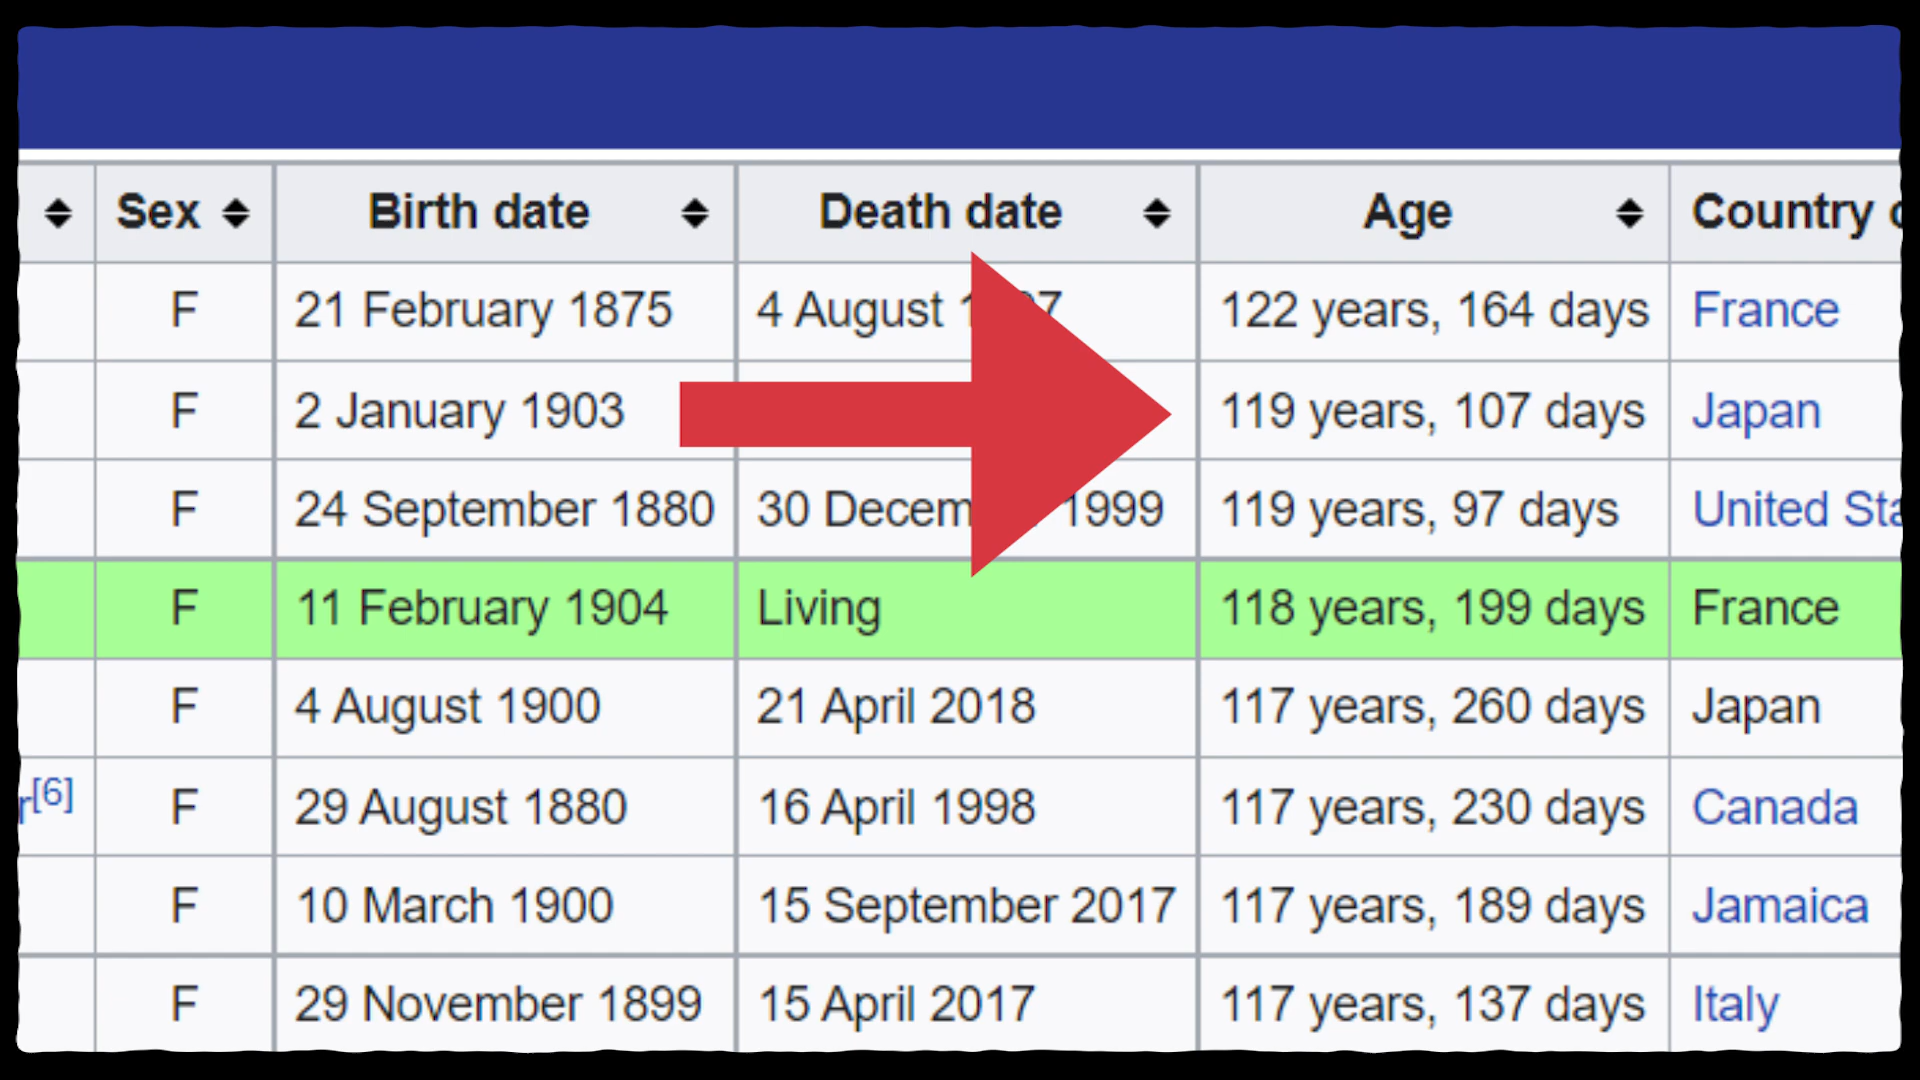 Sex Birth date Death date Age Country
F 21 February 1875 4 August 122 years, 164 days France
F 2 January 1903 119 years, 107 days Japan
F 24 September 1880 30 1999 119 years, 97 days United
F 11 February 1904 Living 118 years, 199 days France
F 4 August 1900 21 April 2018 117 years, 260 days Japan
r[6] F 29 August 1880 16 April 1998 117 years, 230 days Canada
F 10 March 1900 15 September 2017 117 years, 189 days Jamaica
F 29 November 1899 15 April 2017 117 years, 137 days Italy